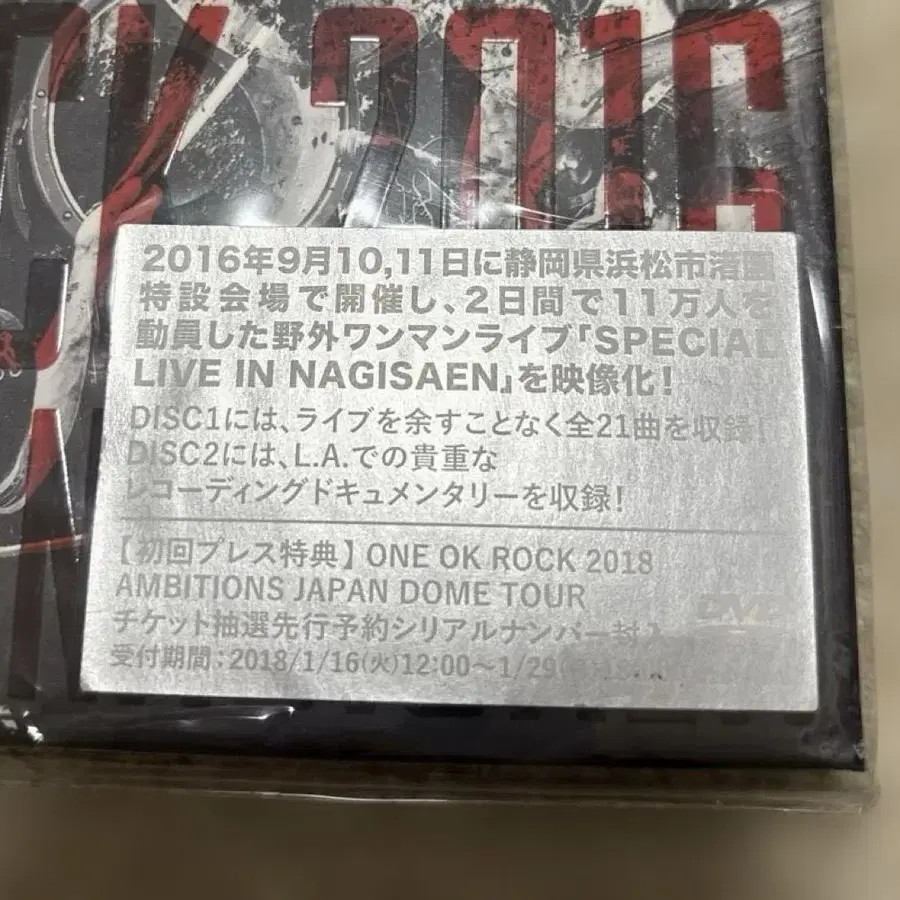 2016
2016年9月10,11日に静岡県浜松市渚園
特設会場で開催し、2日間で11万人を
動員した野外ワンマンライブ「SPECIAL
LIVE IN NAGISAEN」を映像化!
DISC1には、ライブを余すことなく全21曲を収録!
DISC2には、L.A.での貴重な
レコーディングドキュメンタリーを収録!
【初回プレス特典】ONE OK ROCK 2018
AMBITIONS JAPAN DOME TOUR
チケット抽選先行予約シリアルナンバー封入
受付期間:2018/1/16(火)12:00~1/29
DVD